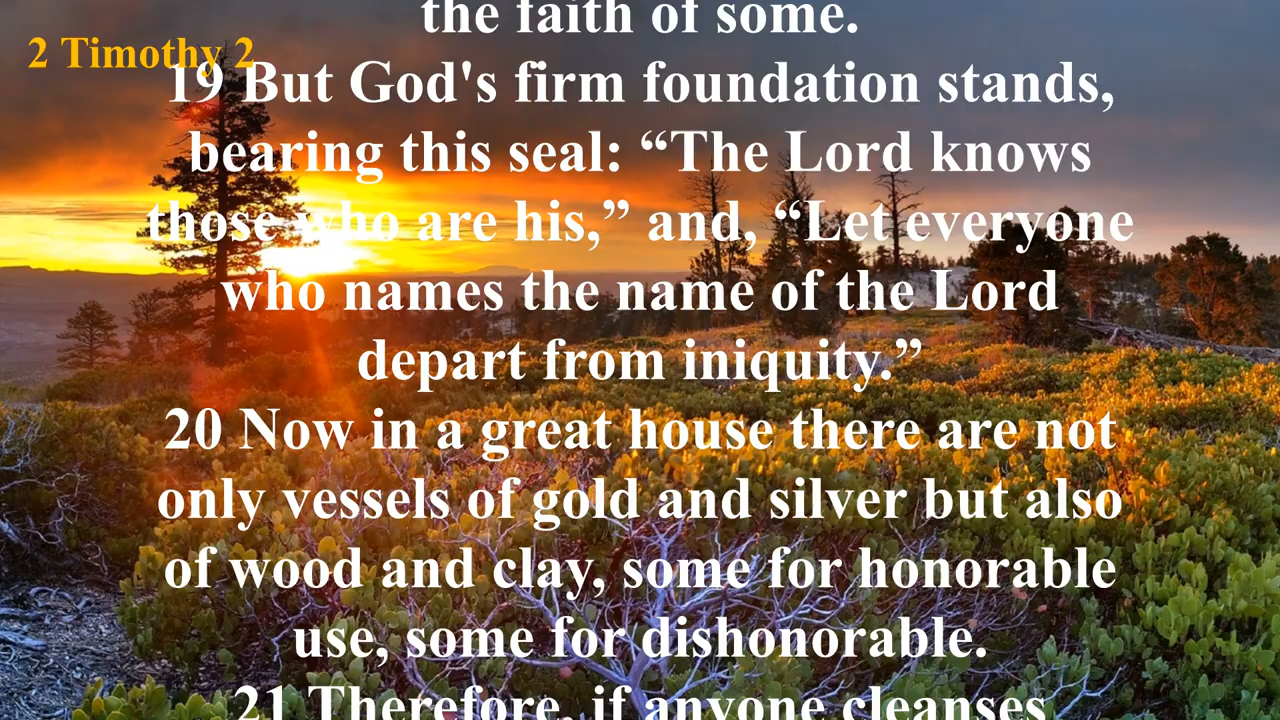 the faith of some.
2 Timothy 2
19 But God's firm foundation stands,
bearing this seal: “The Lord knows
those who are his,” and, “Let everyone
who names the name of the Lord
depart from iniquity.”
20 Now in a great house there are not
only vessels of gold and silver but also
of wood and clay, some for honorable
use, some for dishonorable.
21 Therefore, if anyone cleanses